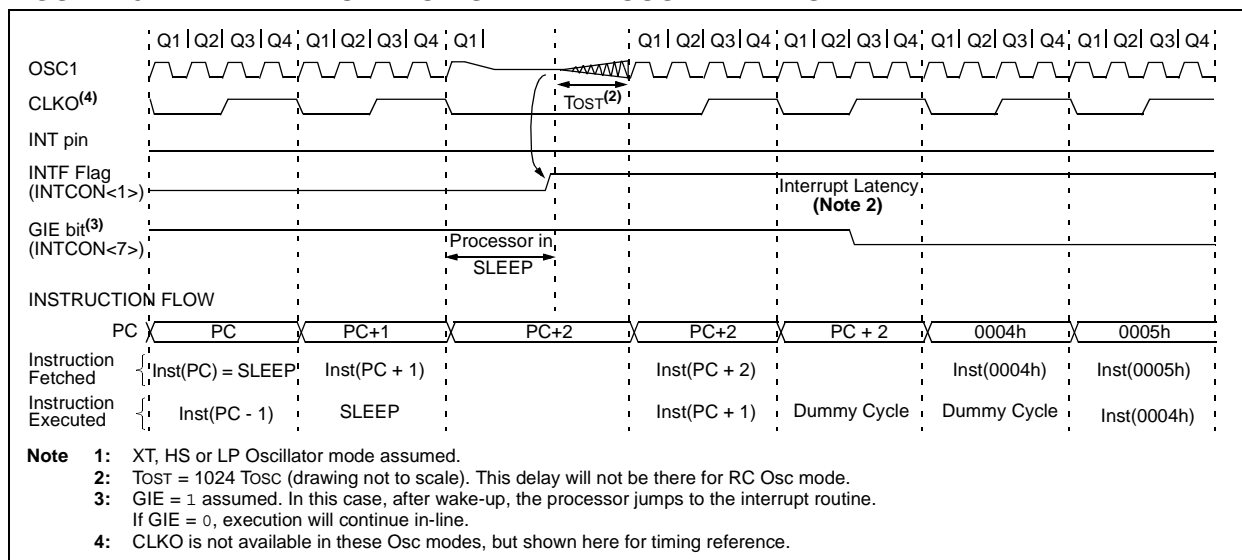 Q1 Q2 Q3 Q4 Q1 Q2 Q3 Q4 Q1 Q1 Q2 Q3 Q4 Q1 Q2 Q3 Q4 Q1 Q2 Q3 Q4 Q1 Q2 Q3 Q4
OSC1
CLKO(4) TOST(2)
INT pin
INTF Flag
(INTCON<1>)
Interrupt Latency
(Note 2)
GIE bit(3)
(INTCON<7>)
Processor in
SLEEP
INSTRUCTION FLOW
PC PC PC+1 PC+2 PC+2 PC + 2 0004h 0005h
Instruction
Fetched
Inst(PC) = SLEEP Inst(PC + 1) Inst(PC + 2) Inst(0004h) Inst(0005h)
Instruction
Executed
Inst(PC - 1) SLEEP Inst(PC + 1) Dummy Cycle Dummy Cycle Inst(0004h)
Note 1: XT, HS or LP Oscillator mode assumed.
2: TOST = 1024 TOSC (drawing not to scale). This delay will not be there for RC Osc mode.
3: GIE = 1 assumed. In this case, after wake-up, the processor jumps to the interrupt routine.
If GIE = 0, execution will continue in-line.
4: CLKO is not available in these Osc modes, but shown here for timing reference.